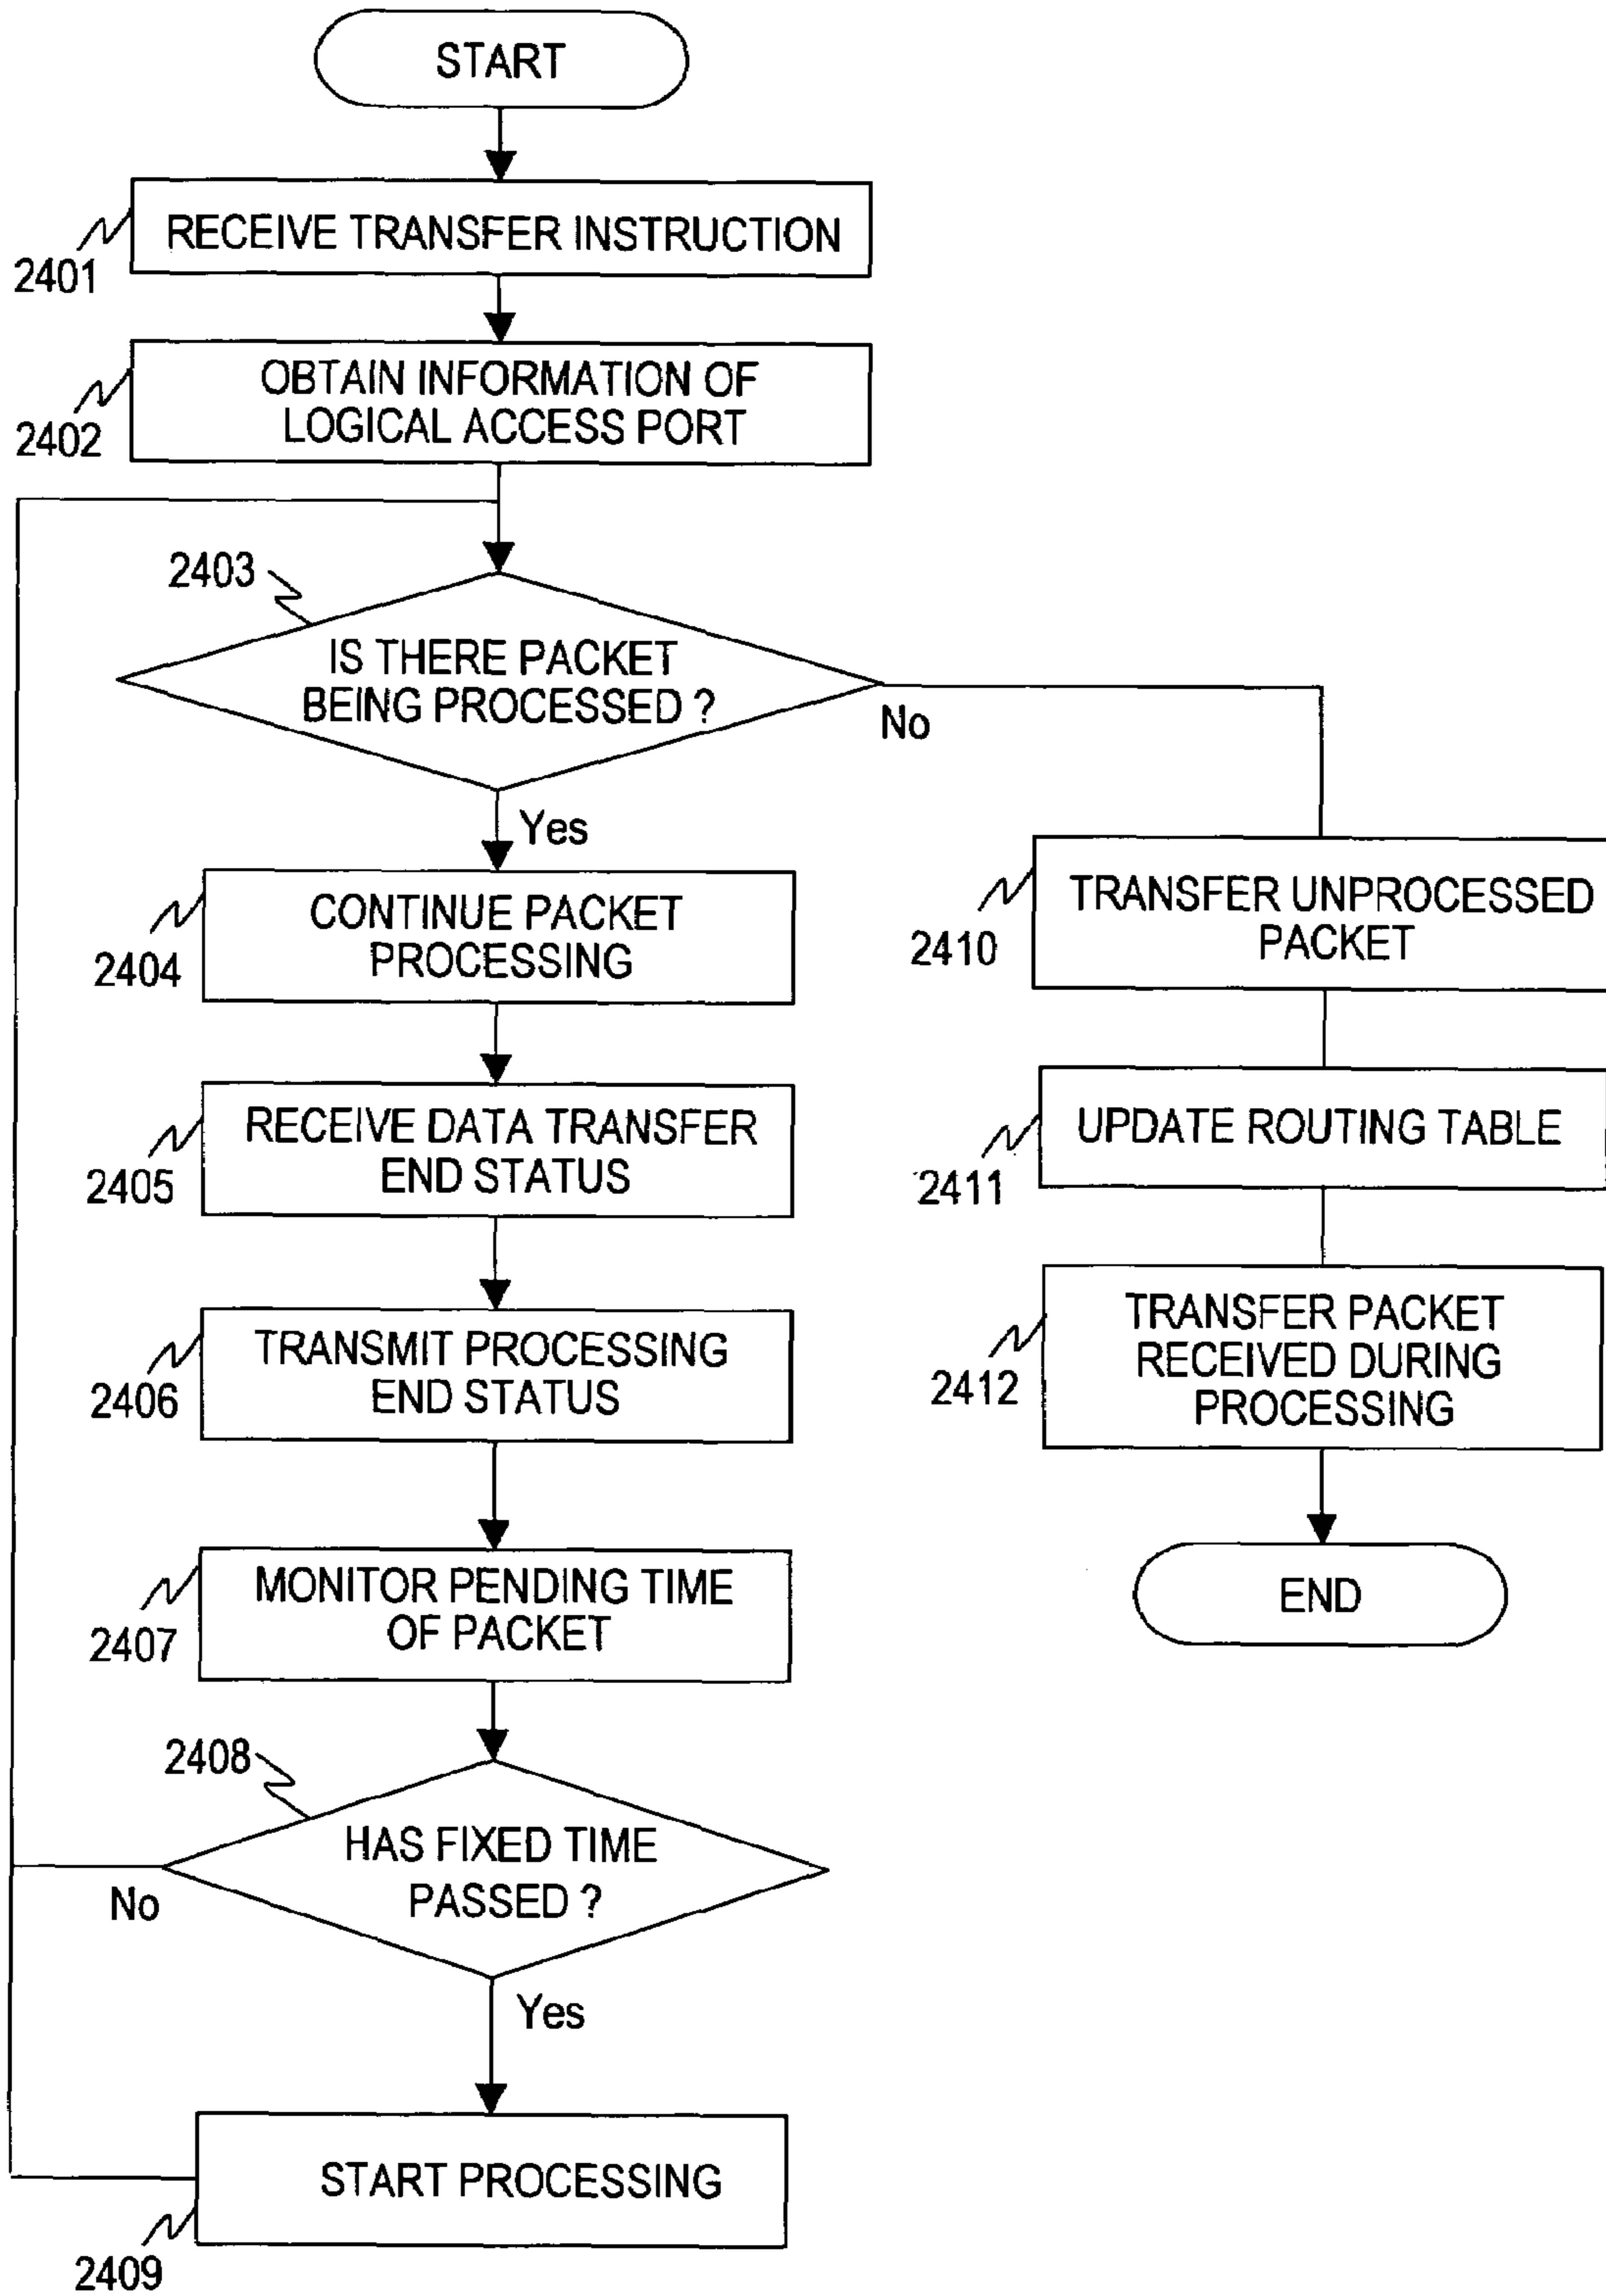 START
RECEIVE TRANSFER INSTRUCTION
2401
OBTAIN INFORMATION OF
LOGICAL ACCESS PORT
2402
2403
IS THERE PACKET
BEING PROCESSED ?
No
Yes
CONTINUE PACKET
PROCESSING
2404
RECEIVE DATA TRANSFER
END STATUS
2405
TRANSMIT PROCESSING
END STATUS
2406
MONITOR PENDING TIME
OF PACKET
2407
2408
HAS FIXED TIME
PASSED ?
No
Yes
START PROCESSING
2409
TRANSFER UNPROCESSED
PACKET
2410
UPDATE ROUTING TABLE
2411
TRANSFER PACKET
RECEIVED DURING
PROCESSING
2412
END